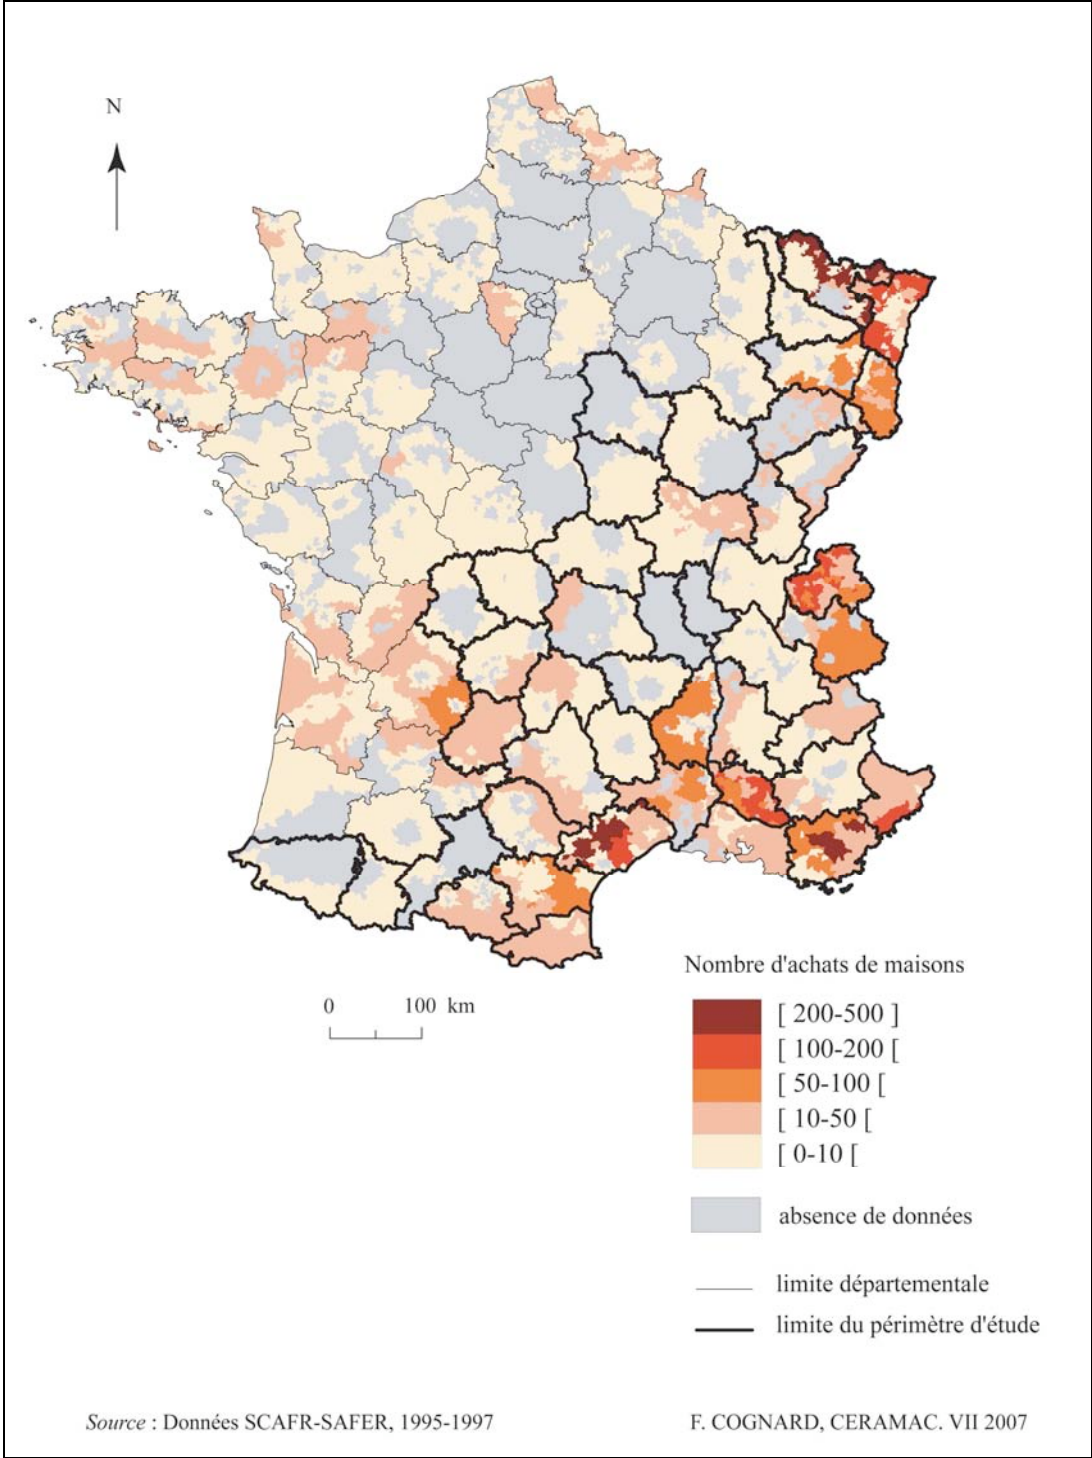 N
0 100 km
Nombre d'achats de maisons
[ 200-500 ]
[ 100-200 [
[ 50-100 [
[ 10-50 [
[ 0-10 [
absence de données
limite départementale
limite du périmètre d'étude
Source : Données SCAFR-SAFER, 1995-1997
F. COGNARD, CERAMAC. VII 2007